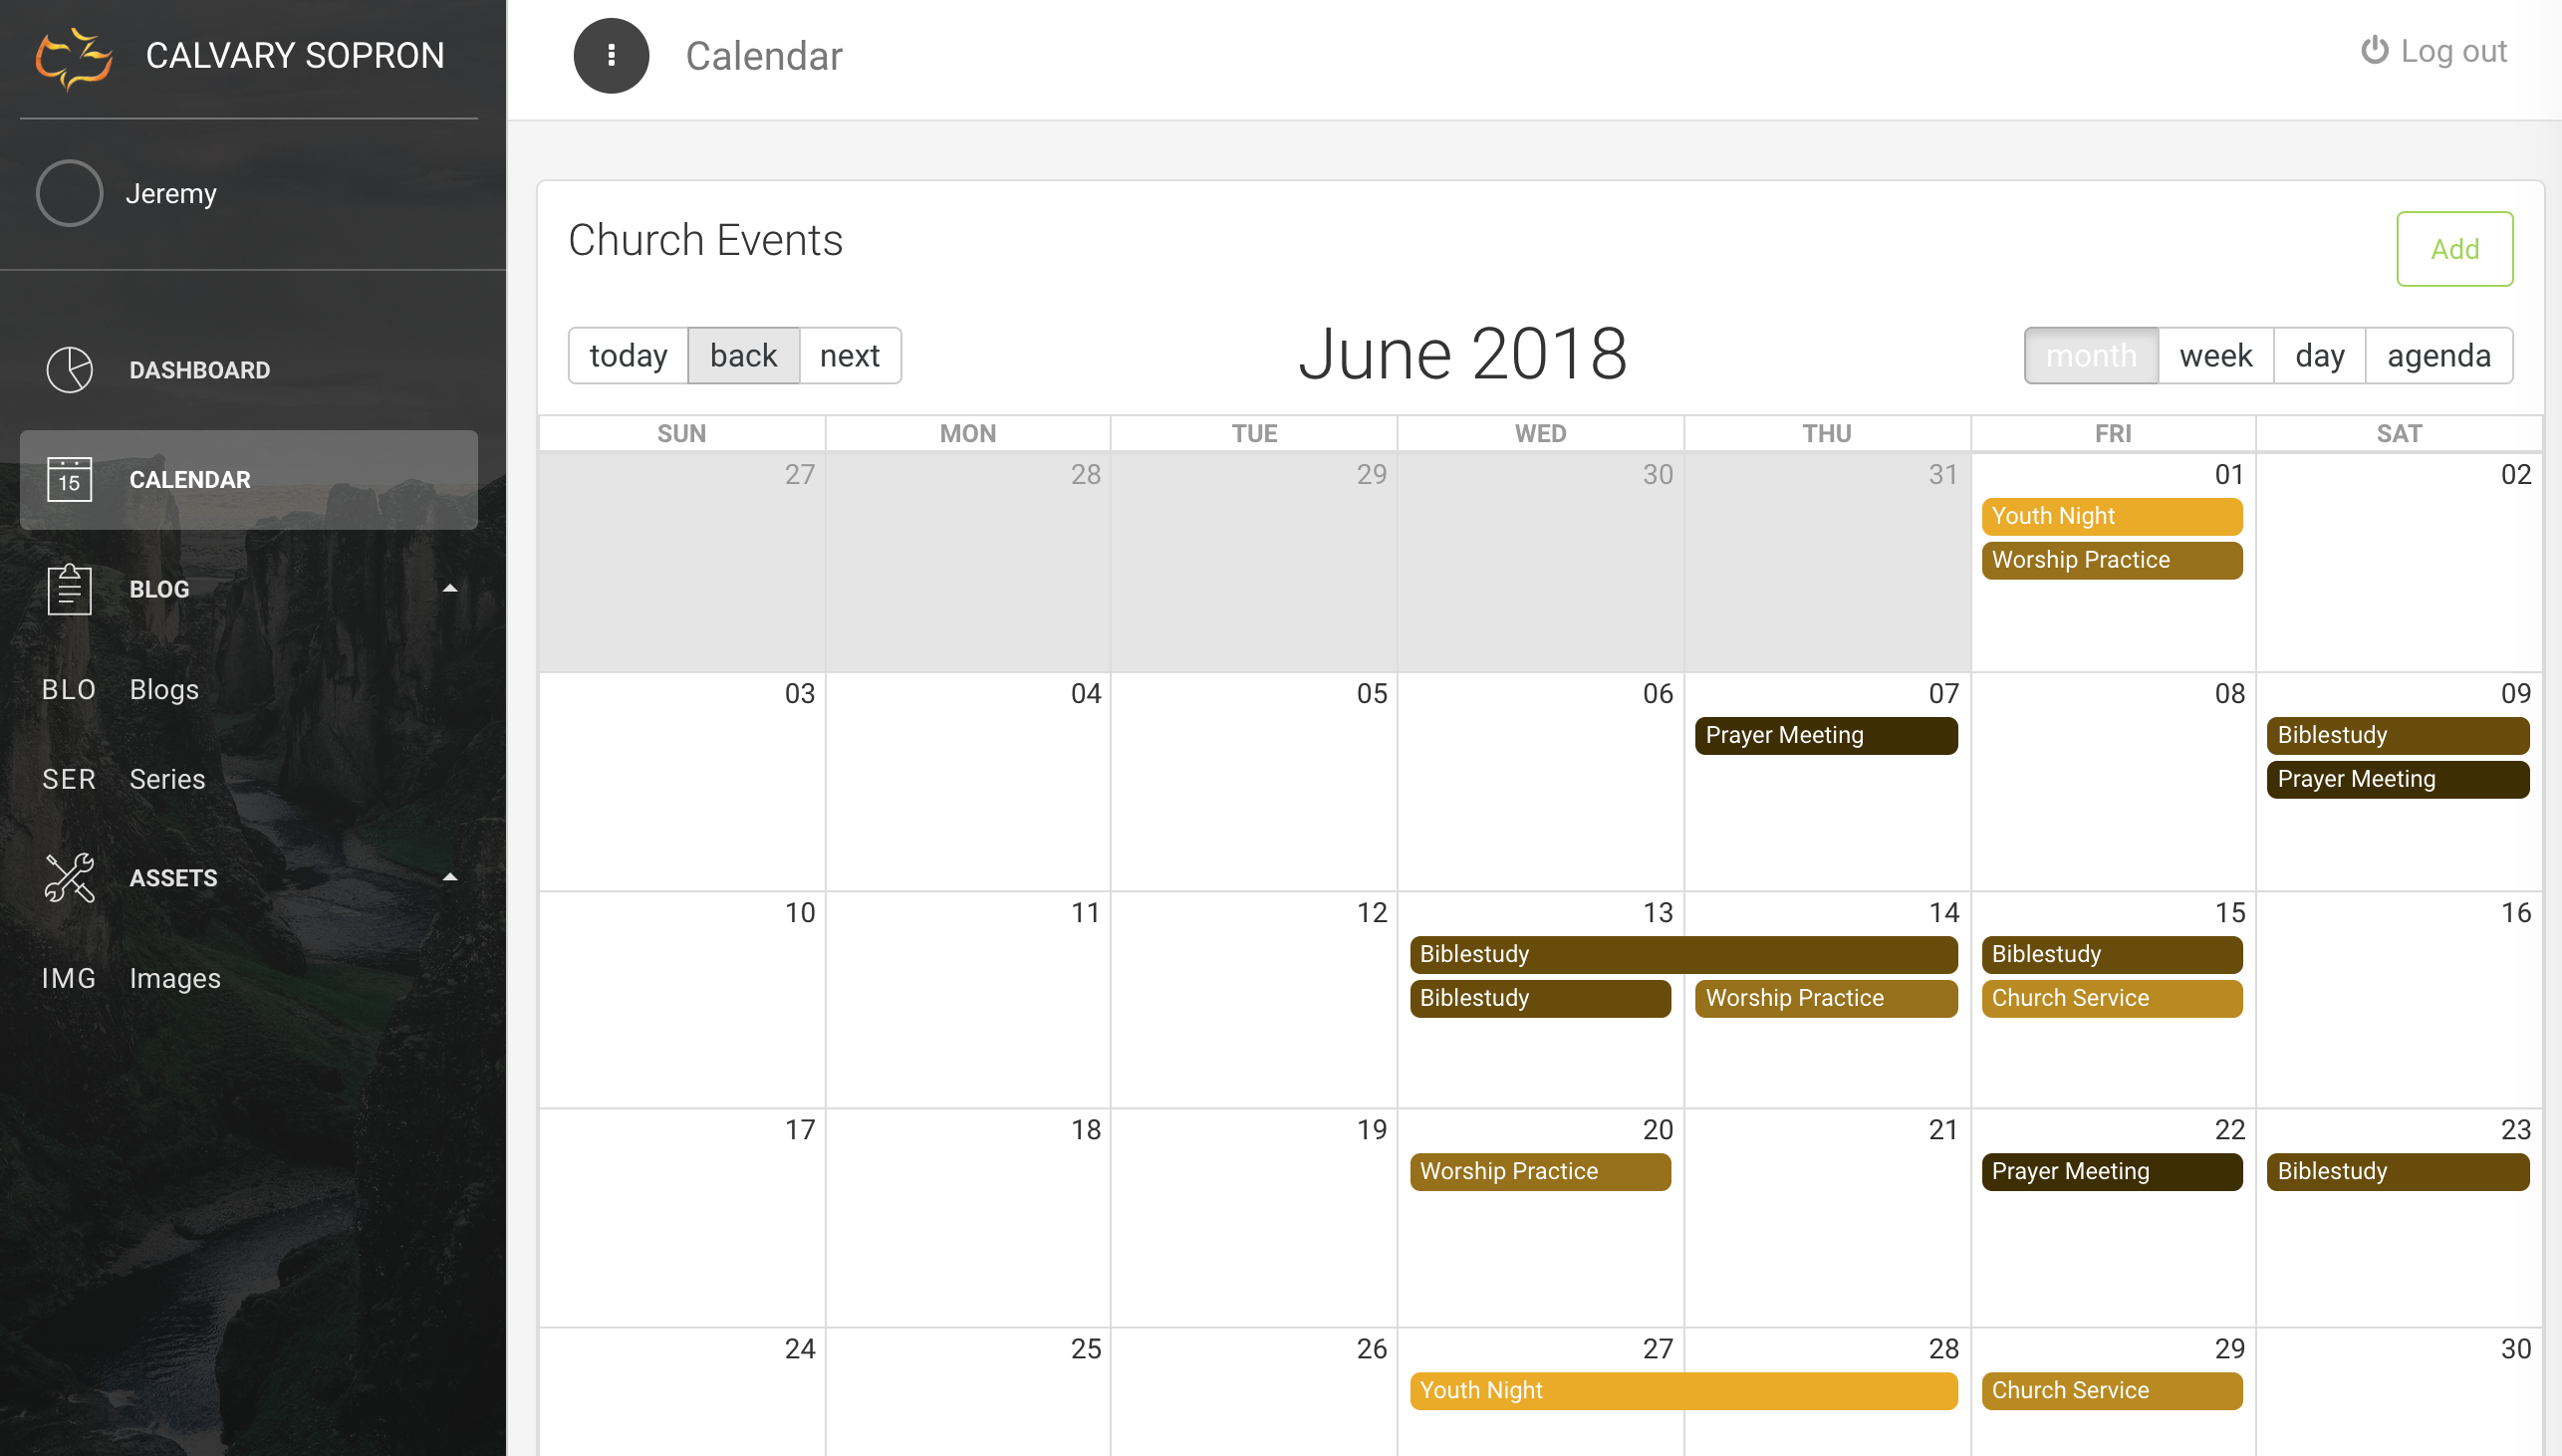 CALVARY SOPRON
Jeremy
DASHBOARD
15
CALENDAR
BLOG
BLO Blogs
SER Series
ASSETS
IMG Images
Calendar
Log out
Church Events
Add
today back next
June 2018
month week day agenda
SUN MON TUE WED THU FRI SAT
27 28 29 30 31 01 02
Youth Night
Worship Practice
03 04 05 06 07 08 09
Prayer Meeting Biblestudy
Prayer Meeting
10 11 12 13 14 15 16
Biblestudy Biblestudy
Biblestudy Worship Practice Church Service
17 18 19 20 21 22 23
Worship Practice Prayer Meeting Biblestudy
24 25 26 27 28 29 30
Youth Night Church Service